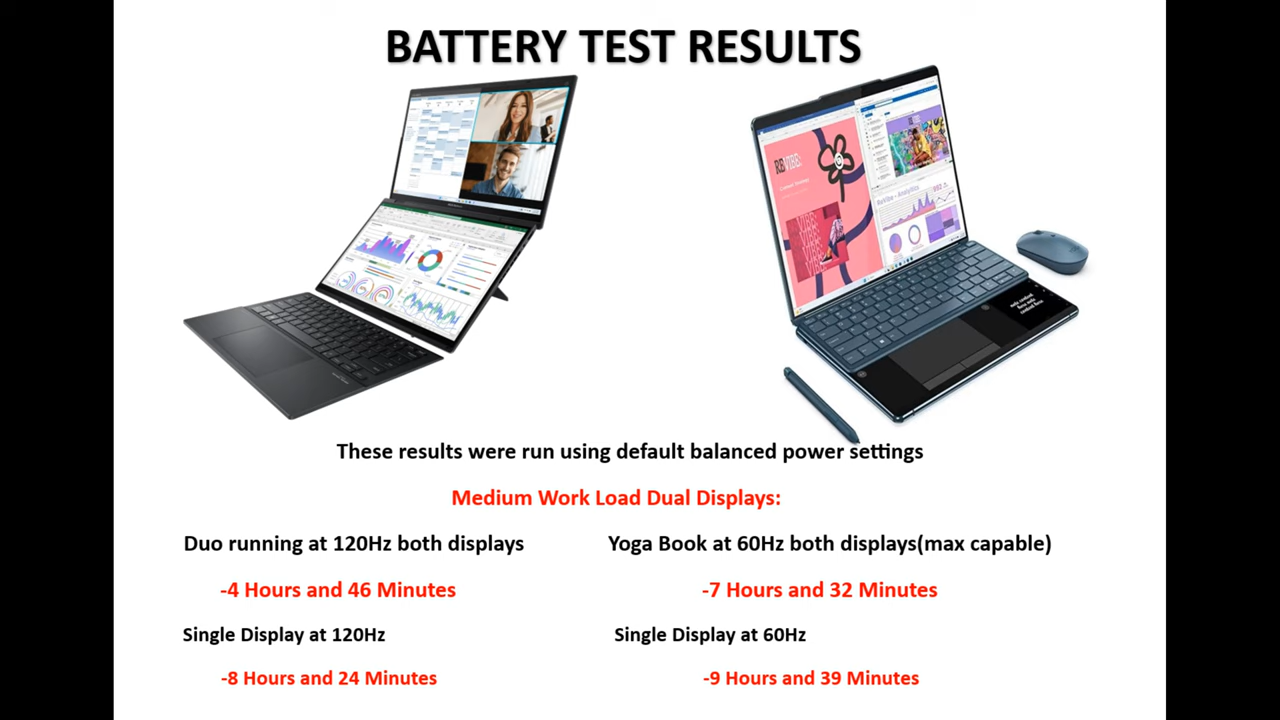 BATTERY TEST RESULTS
REVIBE:
ReVibe – Analytics
These results were run using default balanced power settings
Medium Work Load Dual Displays:
Duo running at 120Hz both displays
Yoga Book at 60Hz both displays(max capable)
-4 Hours and 46 Minutes
-7 Hours and 32 Minutes
Single Display at 120Hz
Single Display at 60Hz
-8 Hours and 24 Minutes
-9 Hours and 39 Minutes